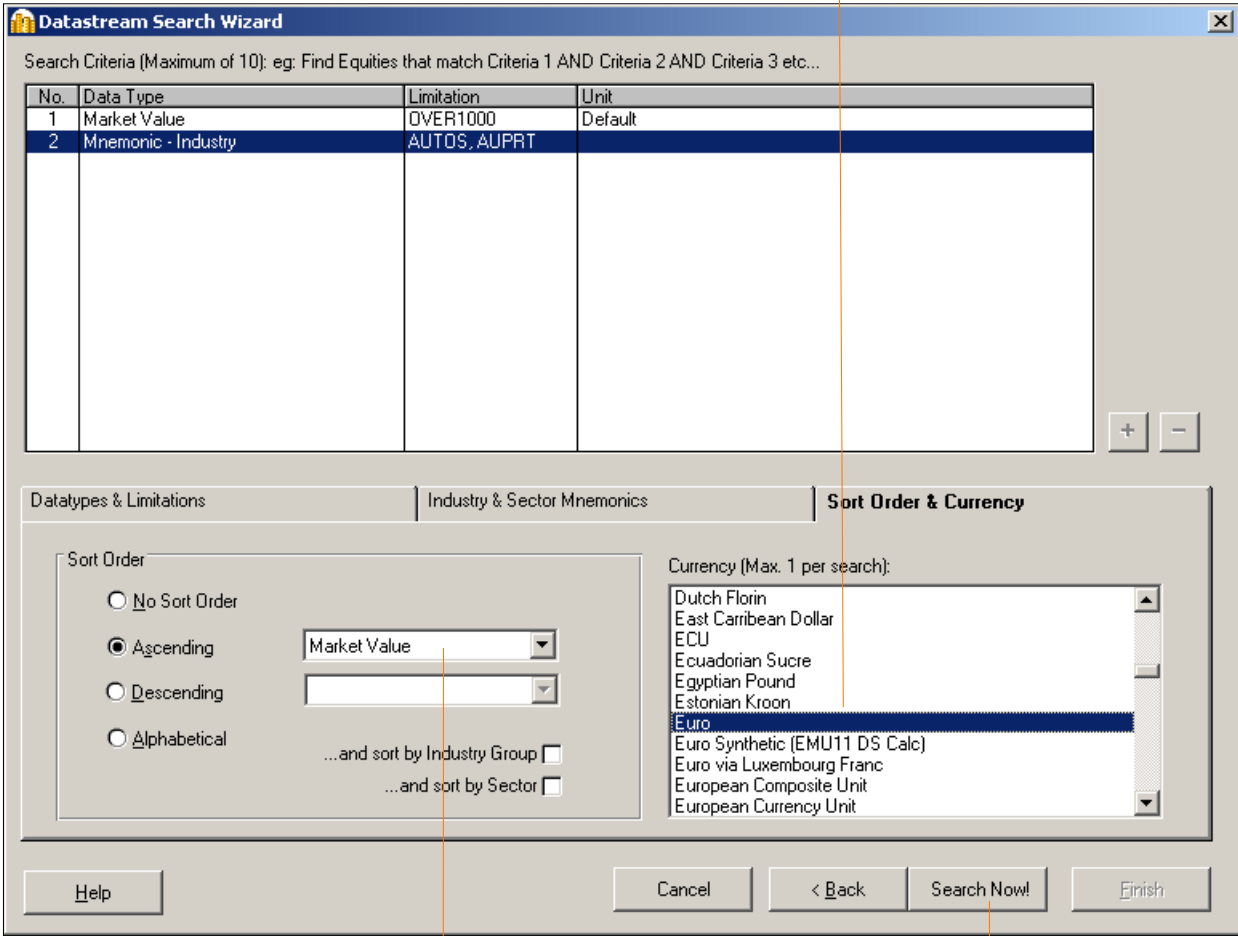 Datastream Search Wizard
Search Criteria (Maximum of 10): eg: Find Equities that match Criteria 1 AND Criteria 2 AND Criteria 3 etc...
No. Data Type Limitation Unit
1 Market Value OVER1000 Default
2 Mnemonic - Industry AUTOS, AUPRT
+ −
Datatypes & Limitations Industry & Sector Mnemonics Sort Order & Currency
Sort Order
No Sort Order
Ascending Market Value
Descending
Alphabetical
...and sort by Industry Group
...and sort by Sector
Currency (Max. 1 per search):
Dutch Florin
East Carribean Dollar
ECU
Ecuadorian Sucre
Egyptian Pound
Estonian Kroon
Euro
Euro Synthetic (EMU11 DS Calc)
Euro via Luxembourg Franc
European Composite Unit
European Currency Unit
Help Cancel < Back Search Now! Finish